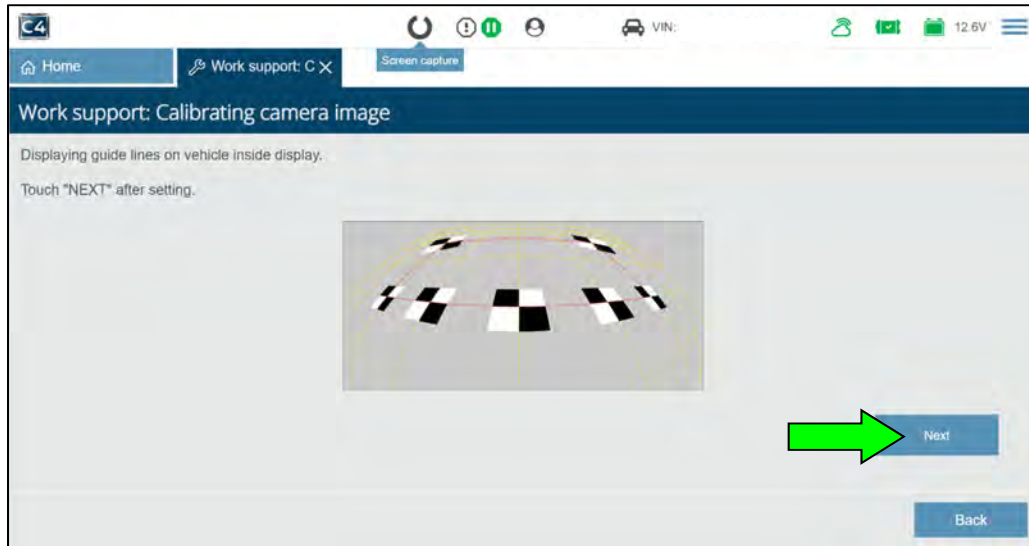 C4
VIN:
12.6V
Home
Work support: C
Screen capture
Work support: Calibrating camera image
Displaying guide lines on vehicle inside display.
Touch "NEXT" after setting.
Next
Back